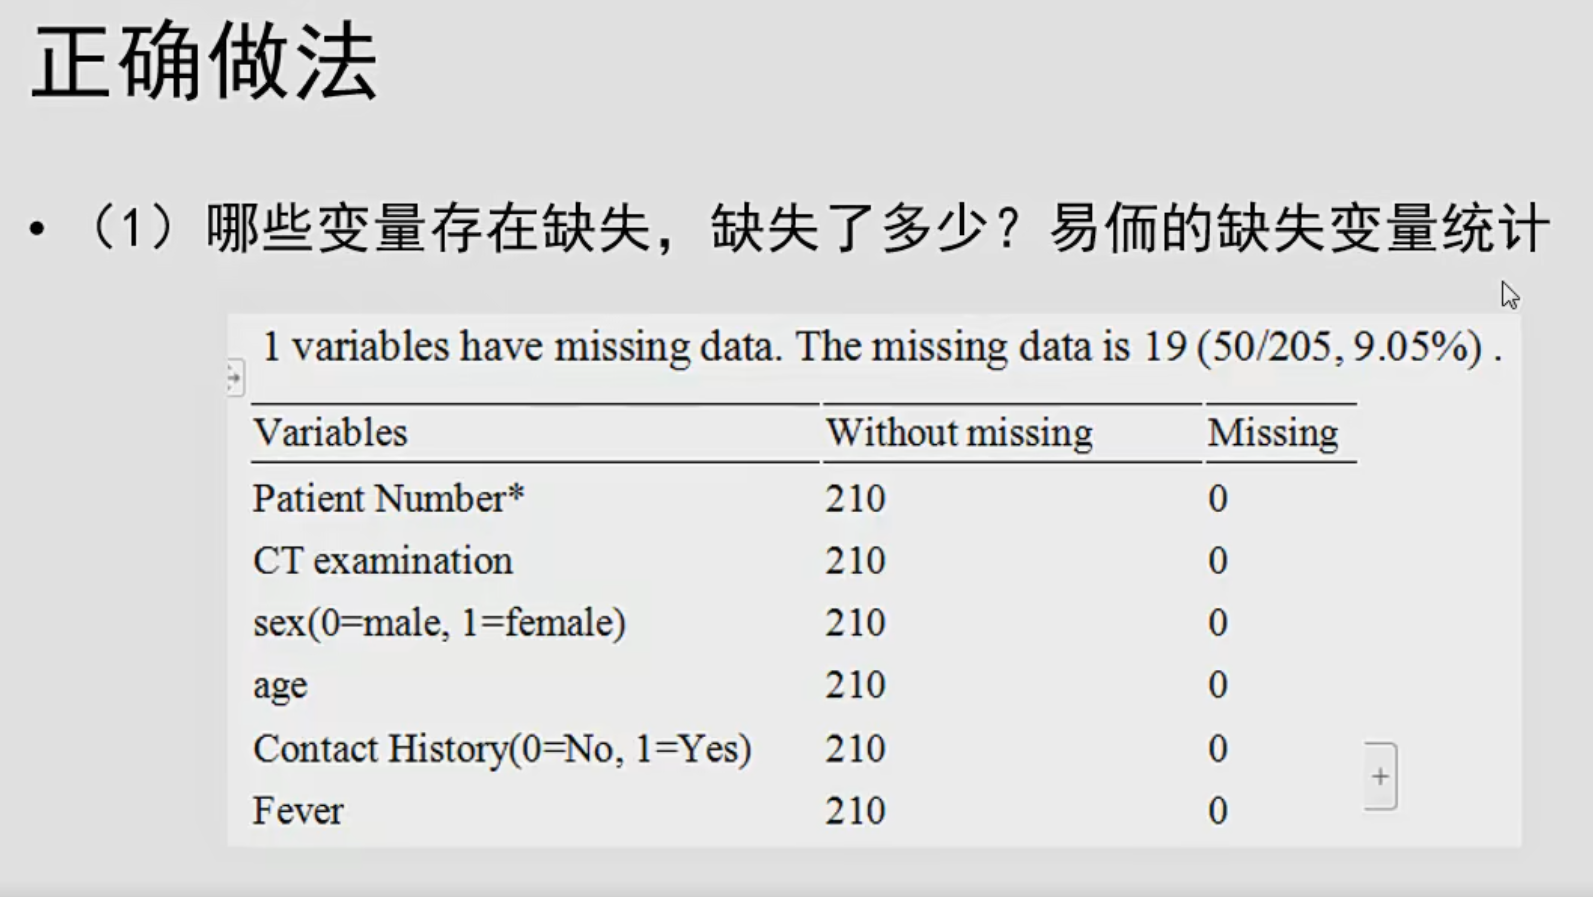 正确做法
• （1）哪些变量存在缺失，缺失了多少？易侕的缺失变量统计
1 variables have missing data. The missing data is 19 (50/205, 9.05%) .
Variables Without missing Missing
Patient Number* 210 0
CT examination 210 0
sex(0=male, 1=female) 210 0
age 210 0
Contact History(0=No, 1=Yes) 210 0
Fever 210 0